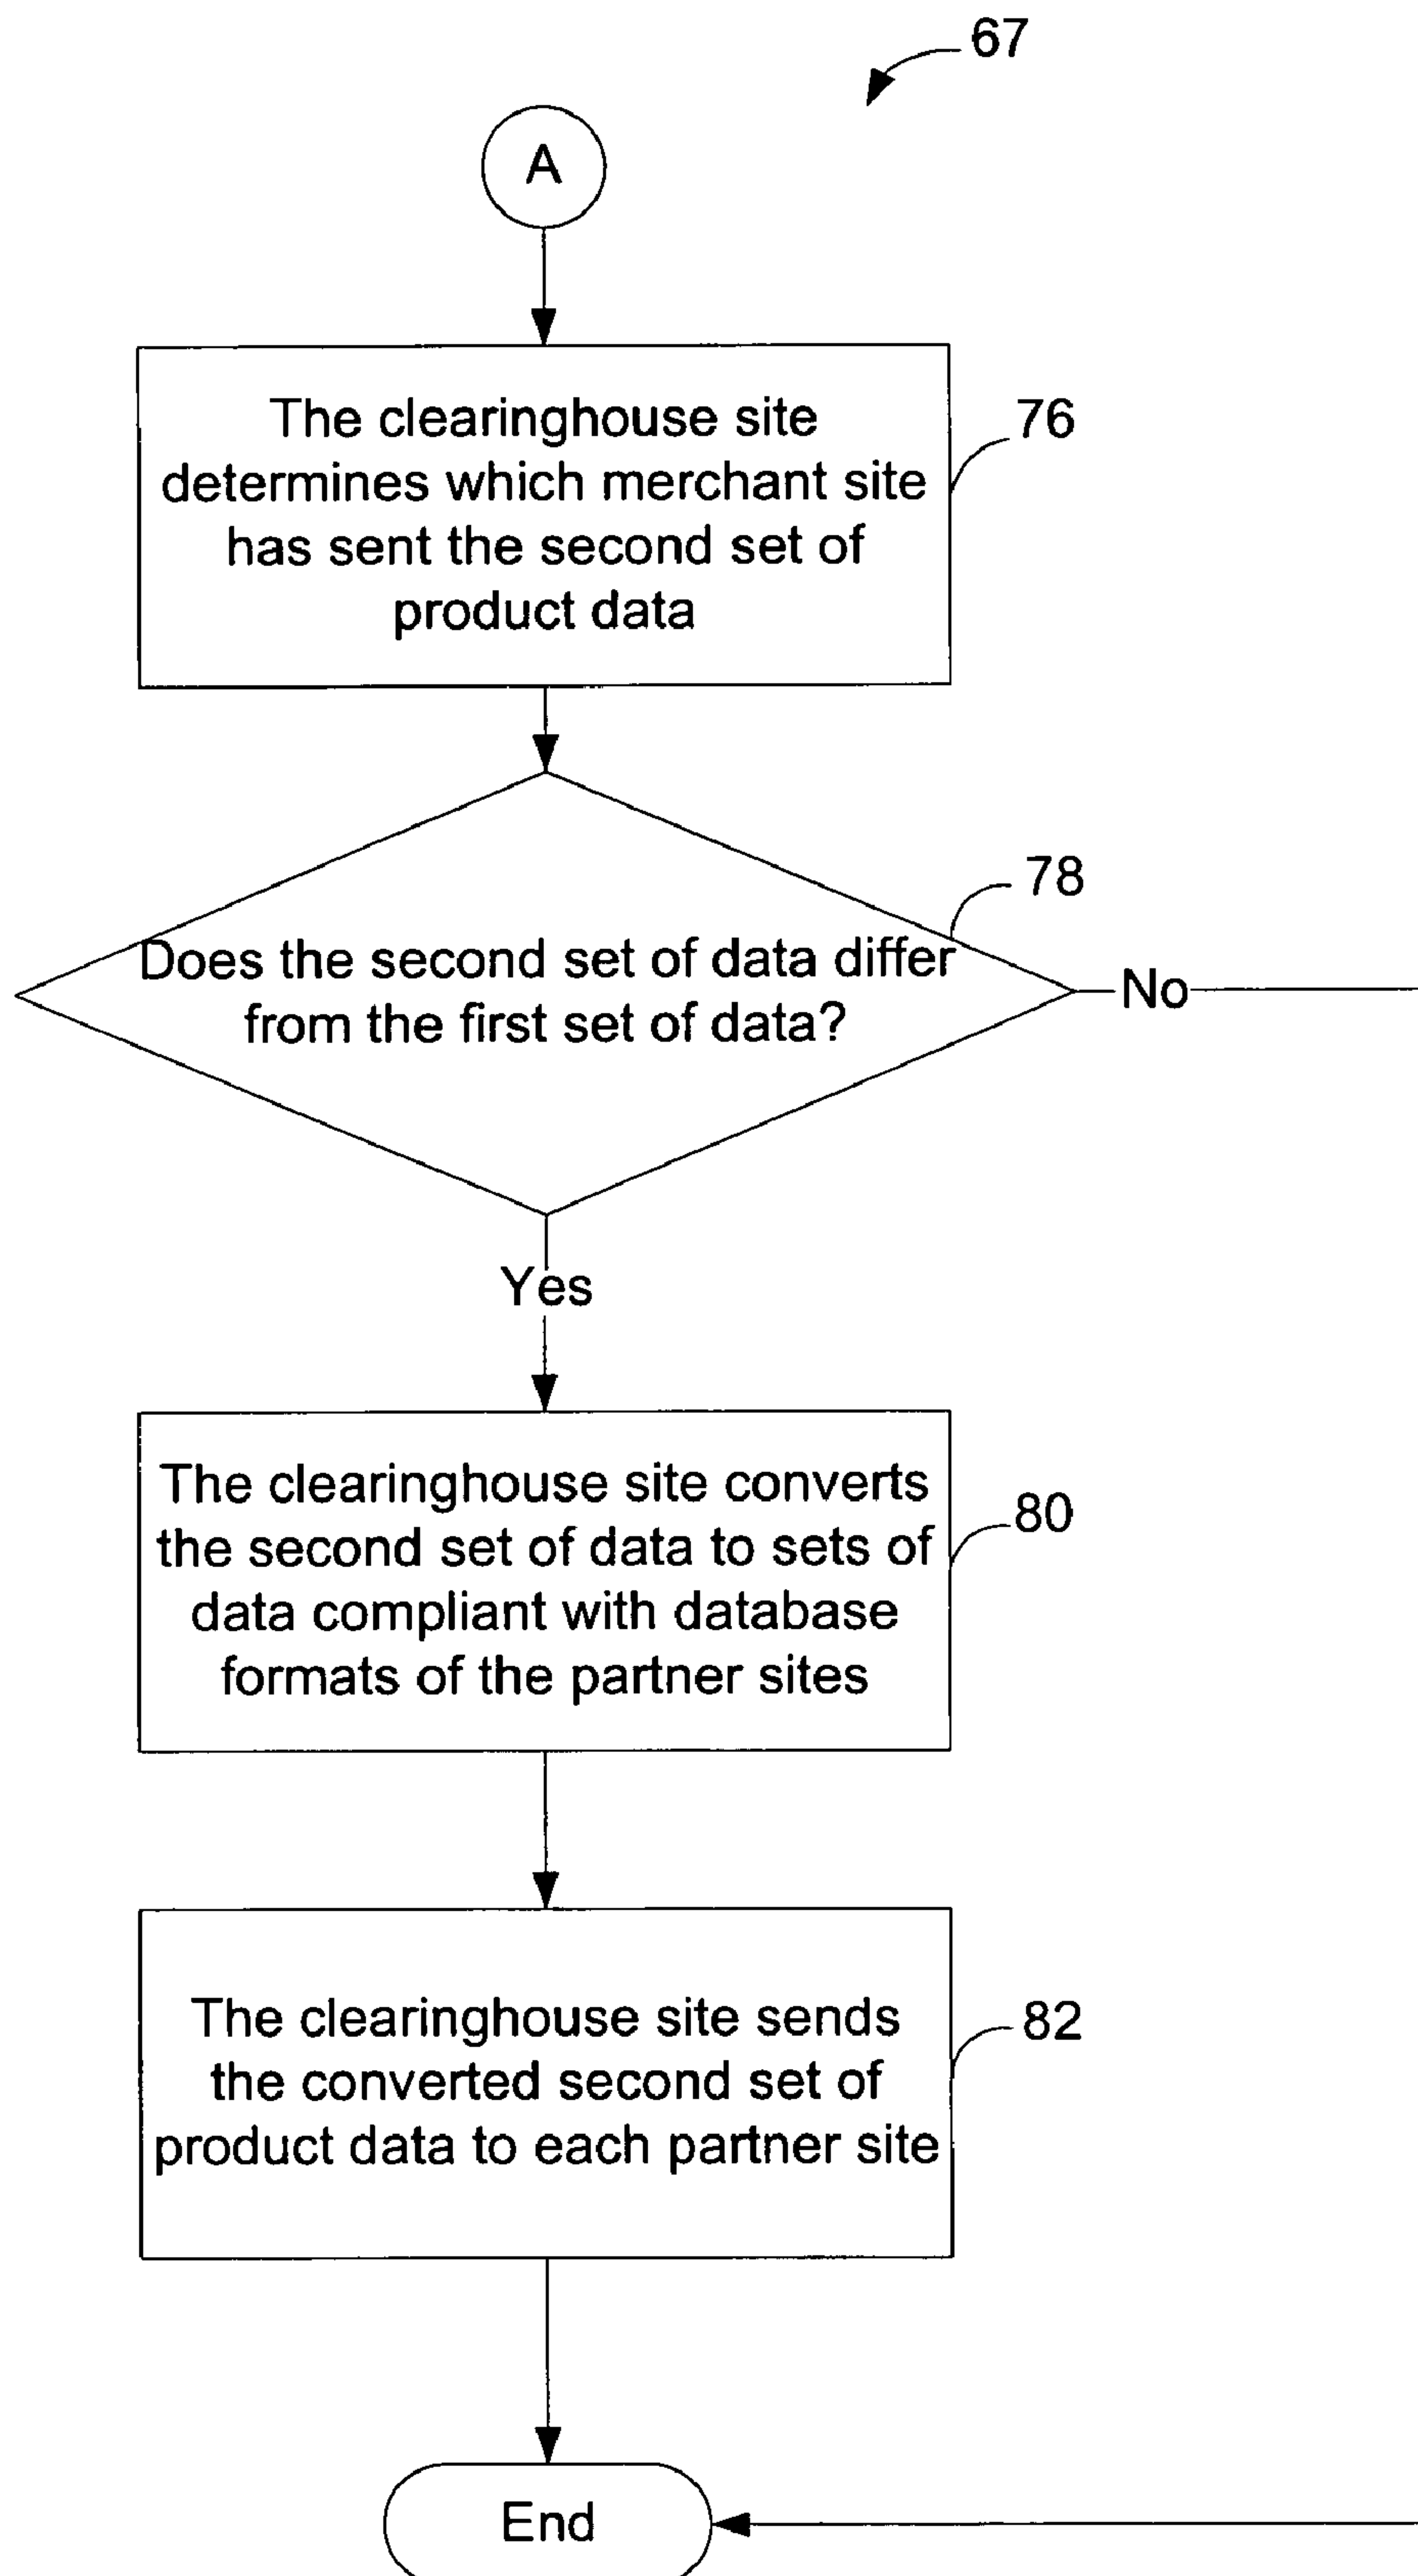 67
A
The clearinghouse site
determines which merchant site
has sent the second set of
product data
76
78
Does the second set of data differ
from the first set of data?
No
Yes
The clearinghouse site converts
the second set of data to sets of
data compliant with database
formats of the partner sites
80
The clearinghouse site sends
the converted second set of
product data to each partner site
82
End